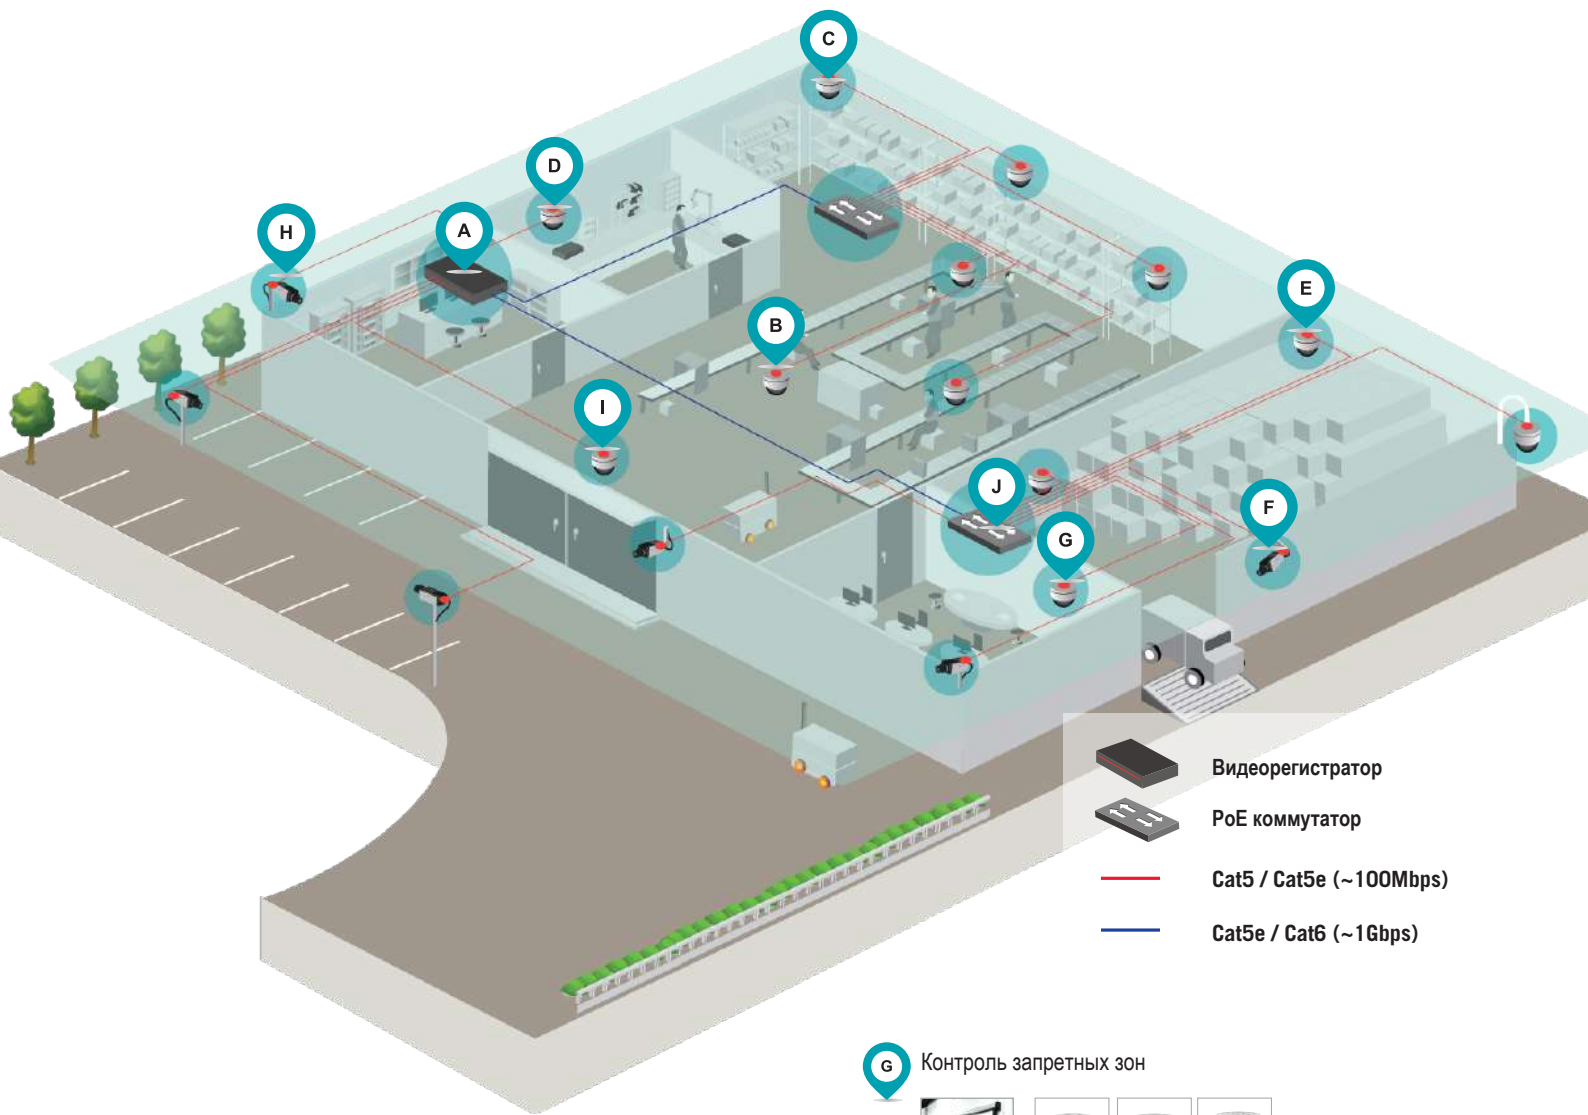 C
D
H
A
E
B
I
J
F
G
Видеорегистратор
PoE коммутатор
Cat5 / Cat5e (~100Mbps)
Cat5e / Cat6 (~1Gbps)
G Контроль запретных зон